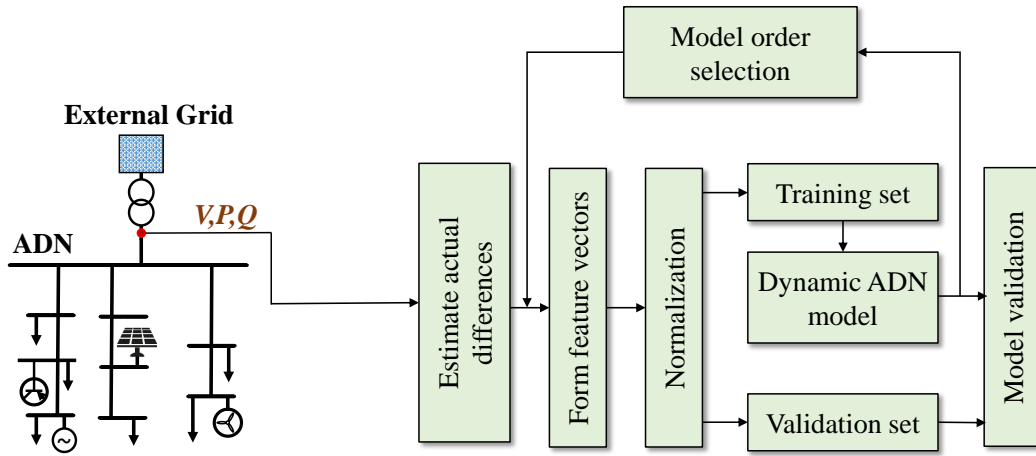 Model order
selection
External Grid
V,P,Q
ADN
Estimate actual
differences
Form feature vectors
Normalization
Training set
Dynamic ADN
model
Validation set
Model validation